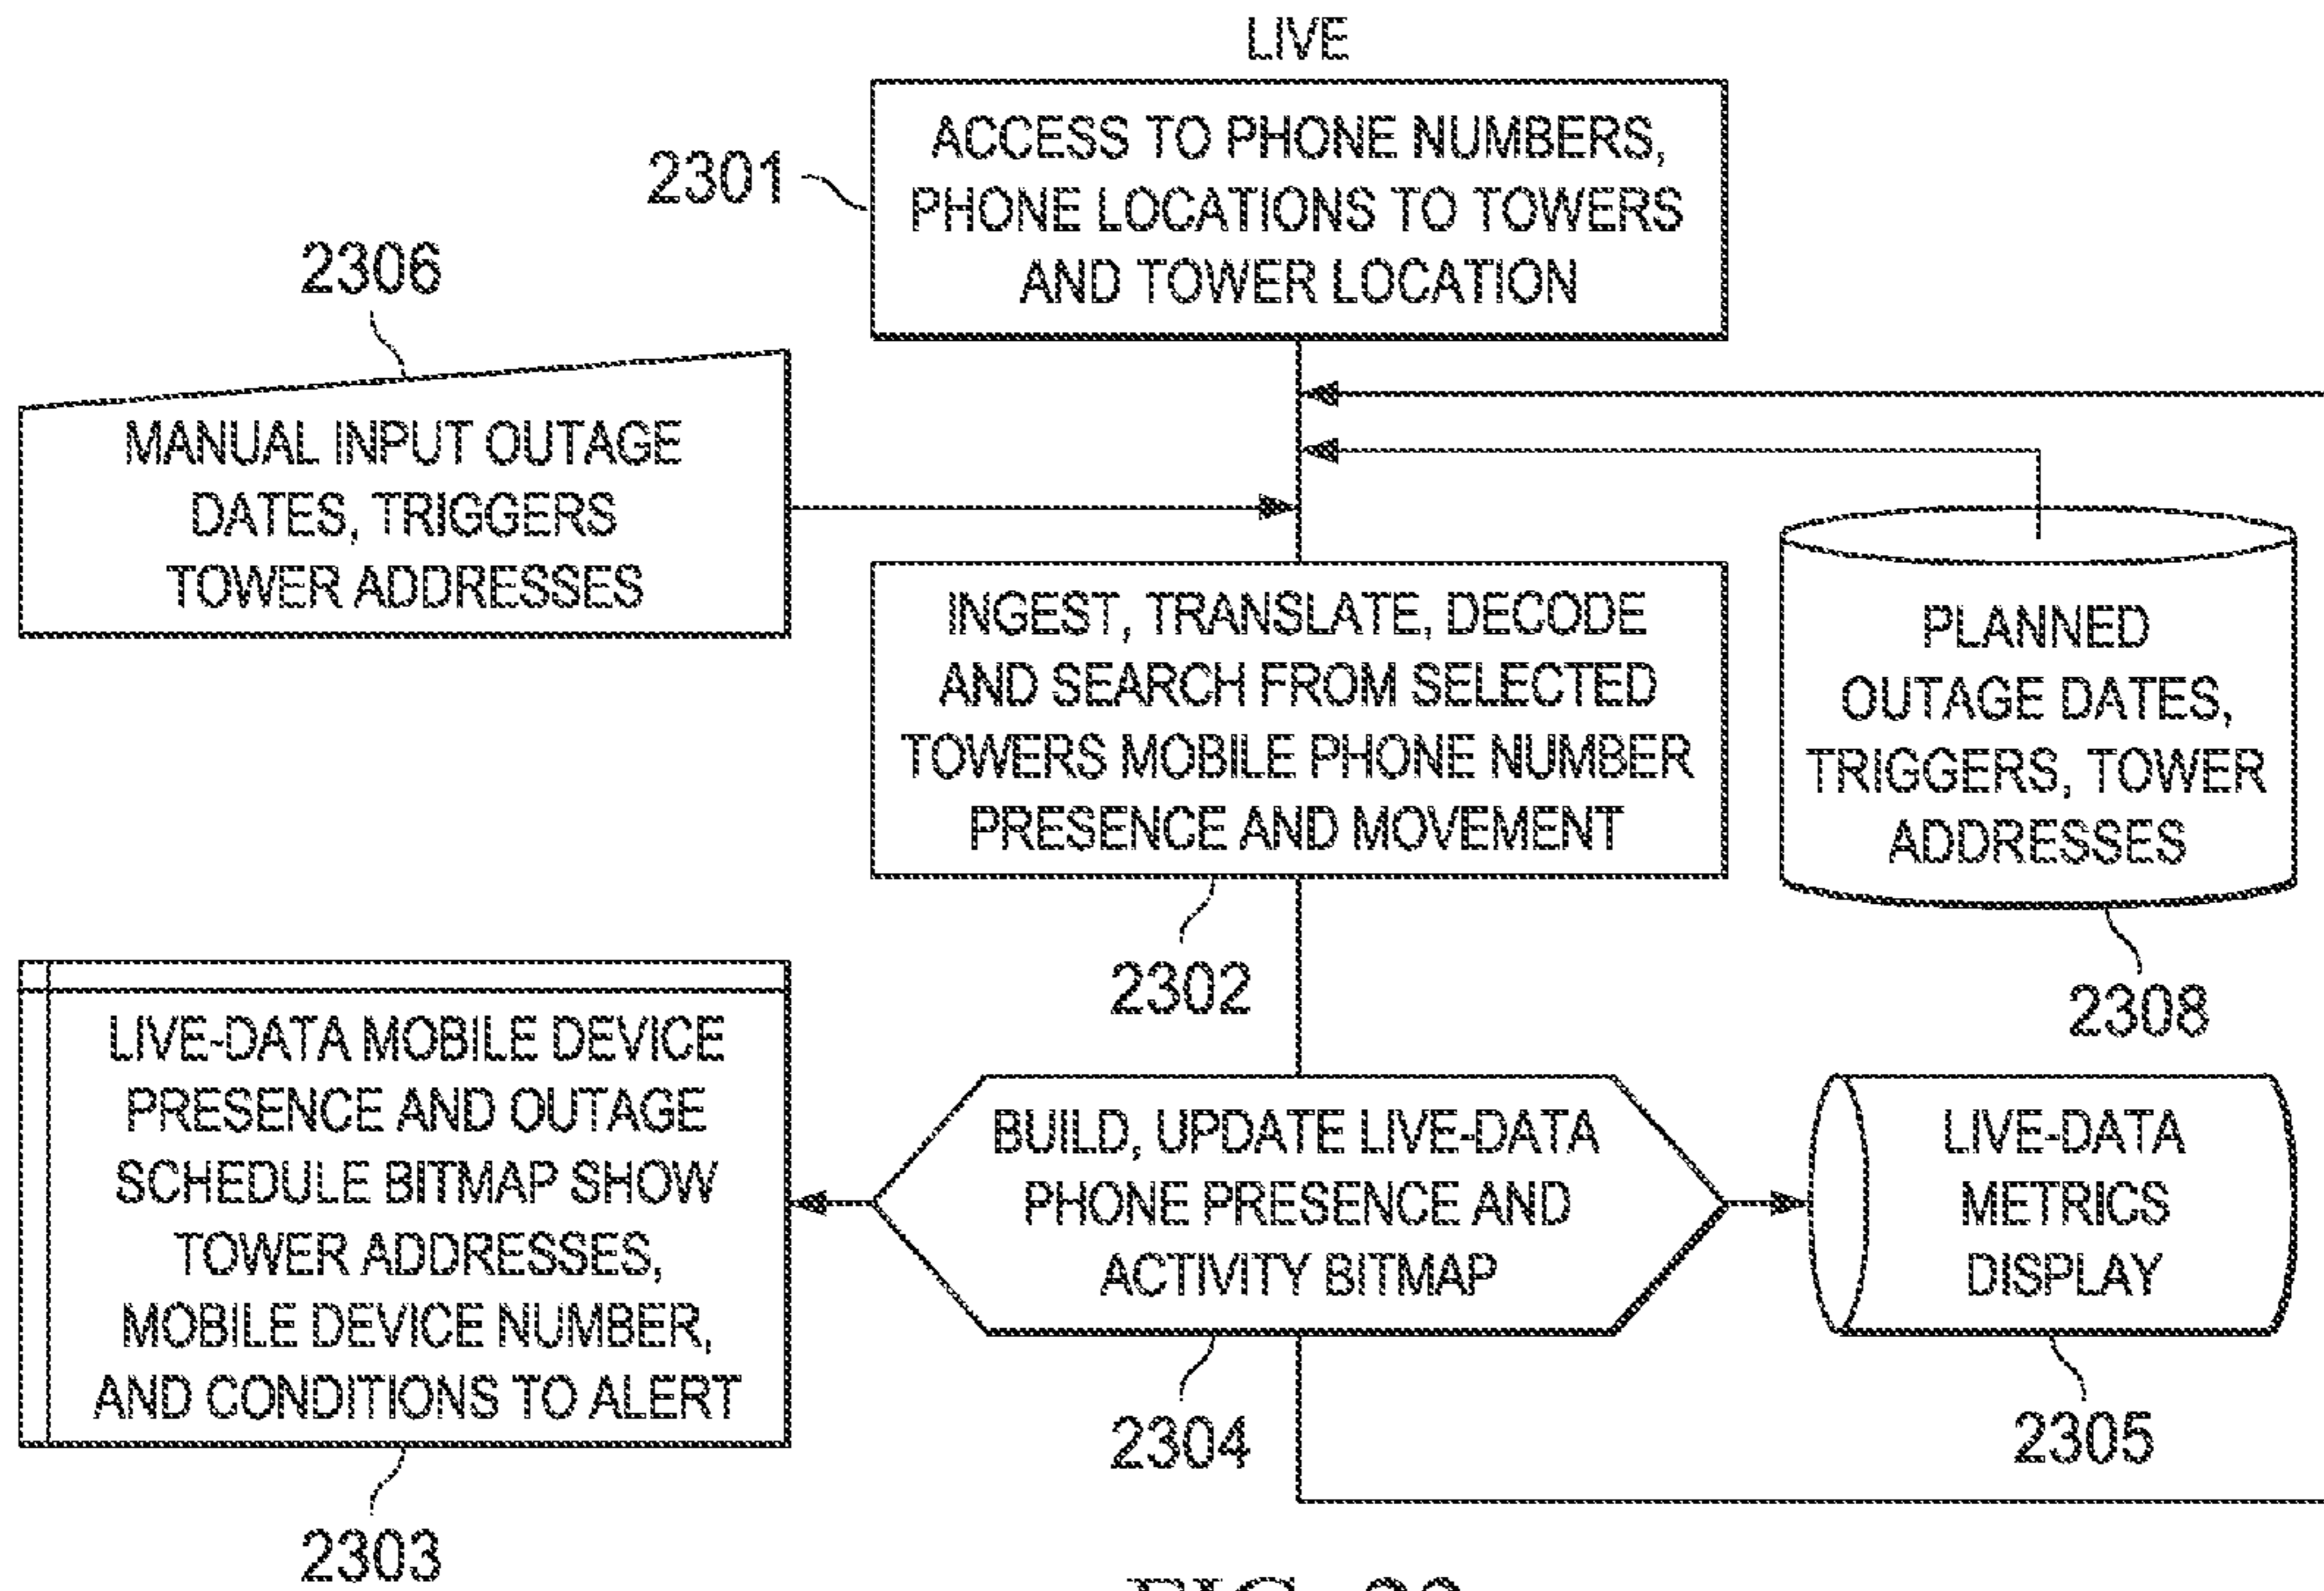 LIVE
2301
ACCESS TO PHONE NUMBERS,
PHONE LOCATIONS TO TOWERS
AND TOWER LOCATION
2306
MANUAL INPUT OUTAGE
DATES, TRIGGERS
TOWER ADDRESSES
INGEST, TRANSLATE, DECODE
AND SEARCH FROM SELECTED
TOWERS MOBILE PHONE NUMBER
PRESENCE AND MOVEMENT
2302
PLANNED
OUTAGE DATES,
TRIGGERS, TOWER
ADDRESSES
2308
LIVE-DATA MOBILE DEVICE
PRESENCE AND OUTAGE
SCHEDULE BITMAP SHOW
TOWER ADDRESSES,
MOBILE DEVICE NUMBER,
AND CONDITIONS TO ALERT
2303
BUILD, UPDATE LIVE-DATA
PHONE PRESENCE AND
ACTIVITY BITMAP
2304
LIVE-DATA
METRICS
DISPLAY
2305